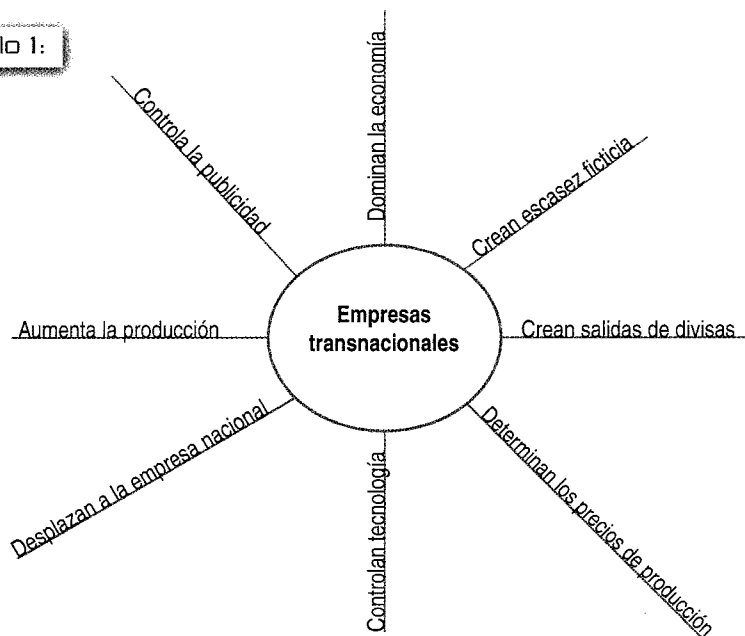 lo 1:
Dominan la economía
Controla la publicidad
Crean escasez ficticia
Aumenta la producción
Empresas
transnacionales
Crean salidas de divisas
Desplazan a la empresa nacional
Controlan tecnología
Determinan los precios de producción